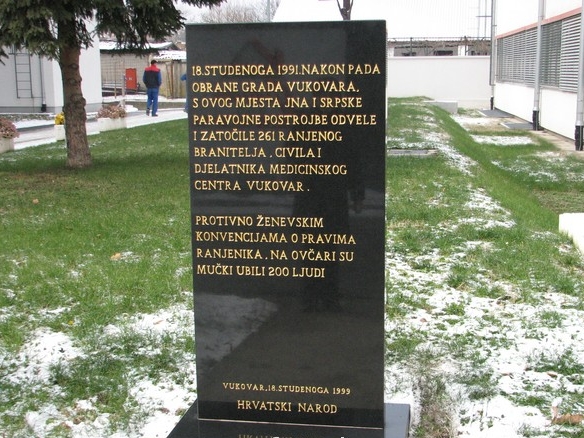 18.STUDENOGA 1991.NAKON PADA
OBRANE GRADA VUKOVARA,
S OVOG MJESTA JNA I SRPSKE
PARAVOJNE POSTROJBE ODVELE
I ZATOČILE 261 RANJENOG
BRANITELJA, CIVILA I
DJELATNIKA MEDICINSKOG
CENTRA VUKOVAR.
PROTIVNO ŽENEVSKIM
KONVENCIJAMA O PRAVIMA
RANJENIKA, NA OVČARI SU
MUČKI UBILI 200 LJUDI
VUKOVAR,18.STUDENOGA 1999
HRVATSKI NAROD